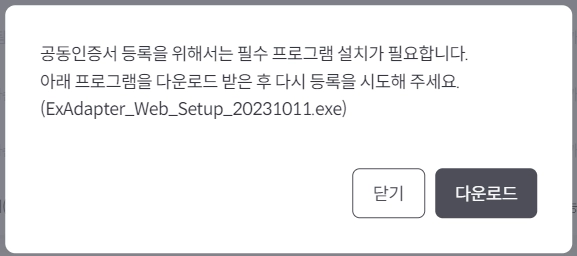 공동인증서 등록을 위해서는 필수 프로그램 설치가 필요합니다.
아래 프로그램을 다운로드 받은 후 다시 등록을 시도해 주세요.
(ExAdapter_Web_Setup_20231011.exe)
닫기
다운로드